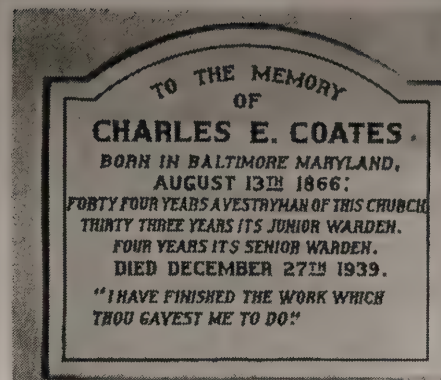 TO THE MEMORY
OF
CHARLES E. COATES.
BORN IN BALTIMORE MARYLAND,
AUGUST 13TH 1866:
FORTY FOUR YEARS A VESTRYMAN OF THIS CHURCH
THIRTY THREE YEARS ITS JUNIOR WARDEN.
FOUR YEARS ITS SENIOR WARDEN.
DIED DECEMBER 27TH 1939.
"I HAVE FINISHED THE WORK WHICH
THOU GAVEST ME TO DO."